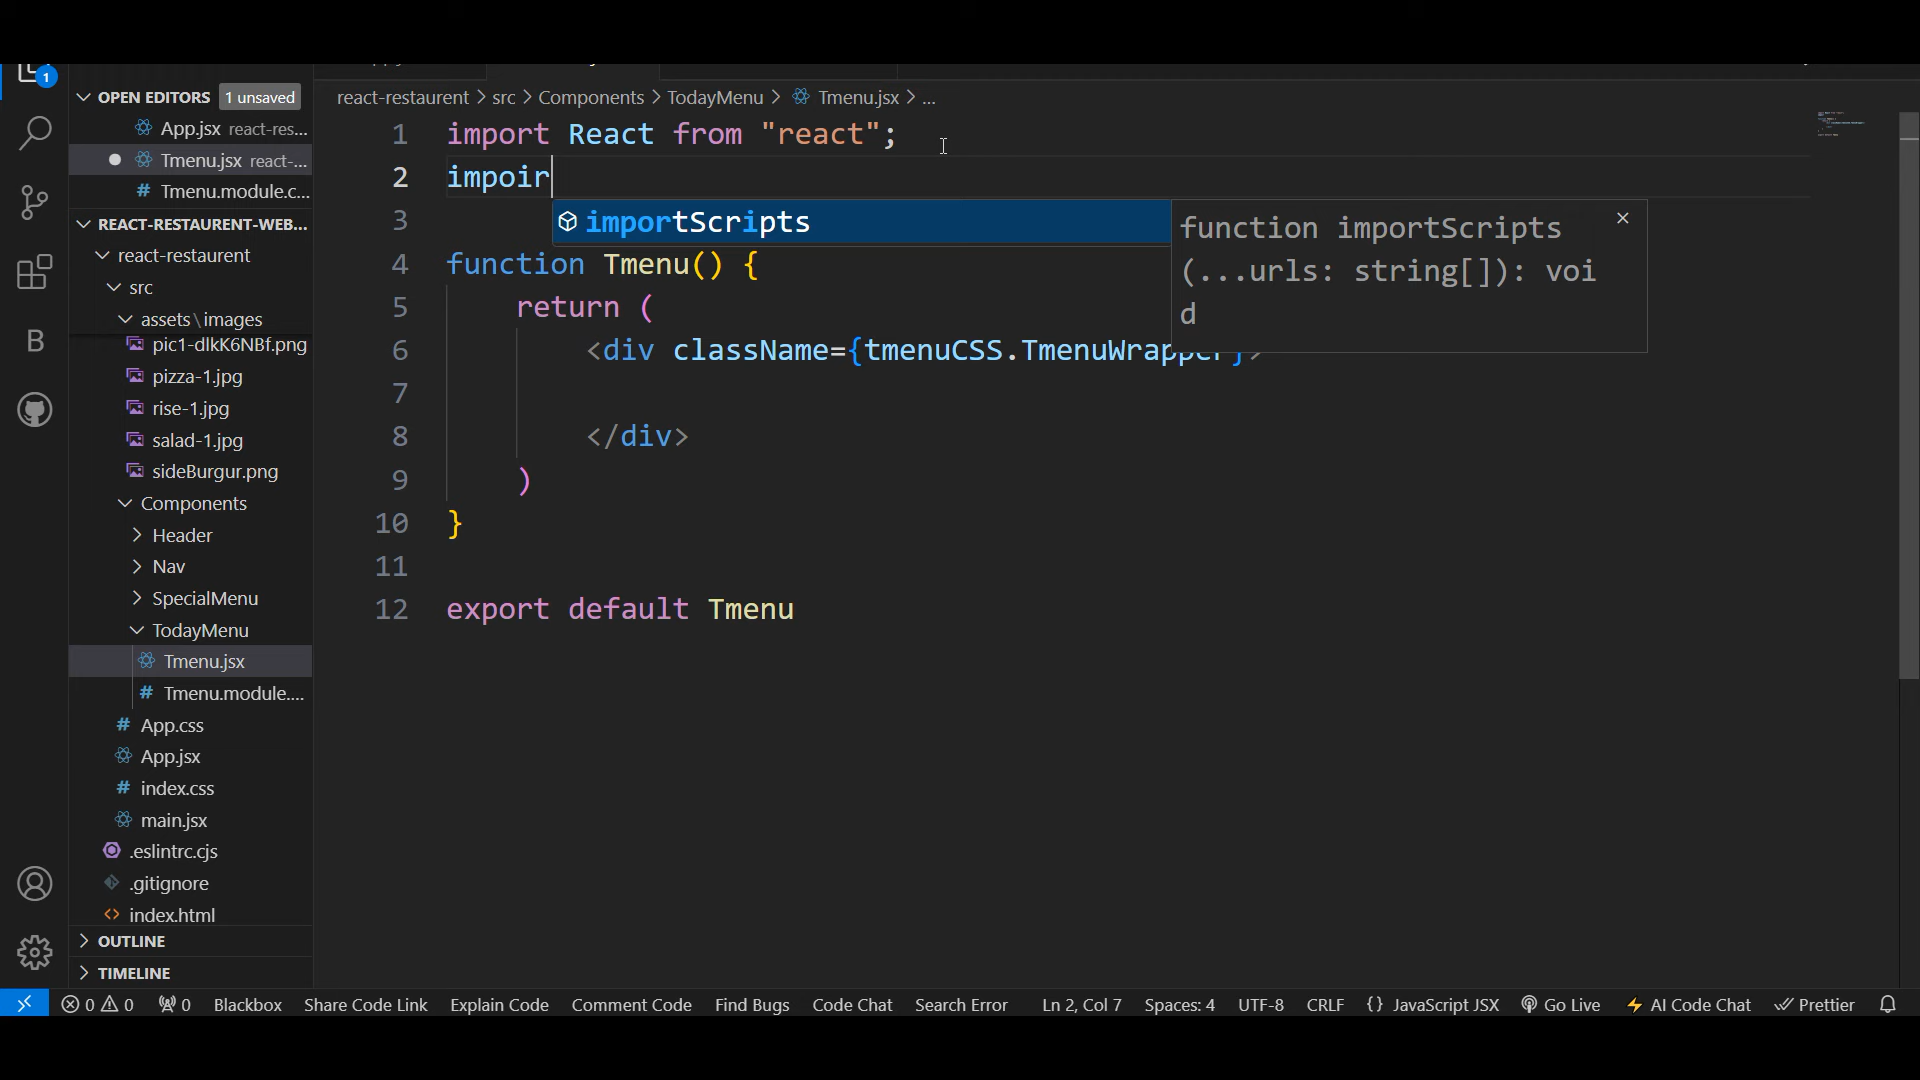 1
OPEN EDITORS 1 unsaved
App.jsx react-res...
Tmenu.jsx react-...
Tmenu.module.c...
REACT-RESTAURENT-WEB...
react-restaurent
src
assets\images
pic1-dlkK6NBf.png
pizza-1.jpg
rise-1.jpg
salad-1.jpg
sideBurgur.png
Components
Header
Nav
SpecialMenu
TodayMenu
Tmenu.jsx
Tmenu.module....
App.css
App.jsx
index.css
main.jsx
.eslintrc.cjs
.gitignore
index.html
OUTLINE
TIMELINE
B
react-restaurent > src > Components > TodayMenu > Tmenu.jsx > ...
1 import React from "react";
2 impoir
3
importScripts
function importScripts
(...urls: string[]): voi
d
4 function Tmenu() {
5 return (
6 <div className={tmenuCSS.TmenuWrapper}>
7
8 </div>
9 )
10 }
11
12 export default Tmenu
0 0 0 Blackbox Share Code Link Explain Code Comment Code Find Bugs Code Chat Search Error Ln 2, Col 7 Spaces: 4 UTF-8 CRLF {} JavaScript JSX Go Live AI Code Chat Prettier